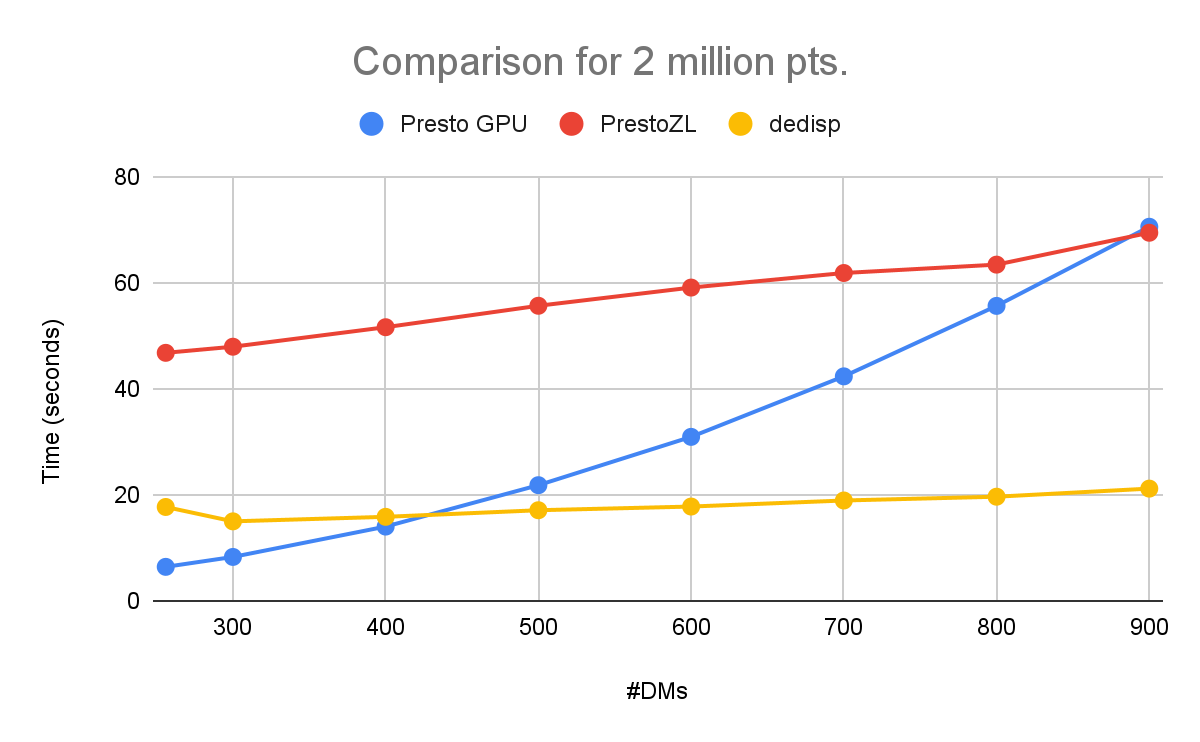 Comparison for 2 million pts.
Presto GPU PrestoZL dedisp
80
60
40
20
0
Time (seconds)
300 400 500 600 700 800 900
#DMs